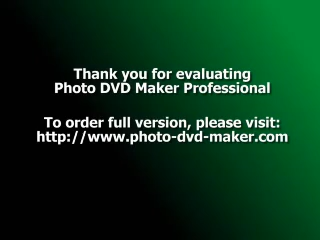 Thank you for evaluating
Photo DVD Maker Professional
To order full version, please visit:
http://www.photo-dvd-maker.com